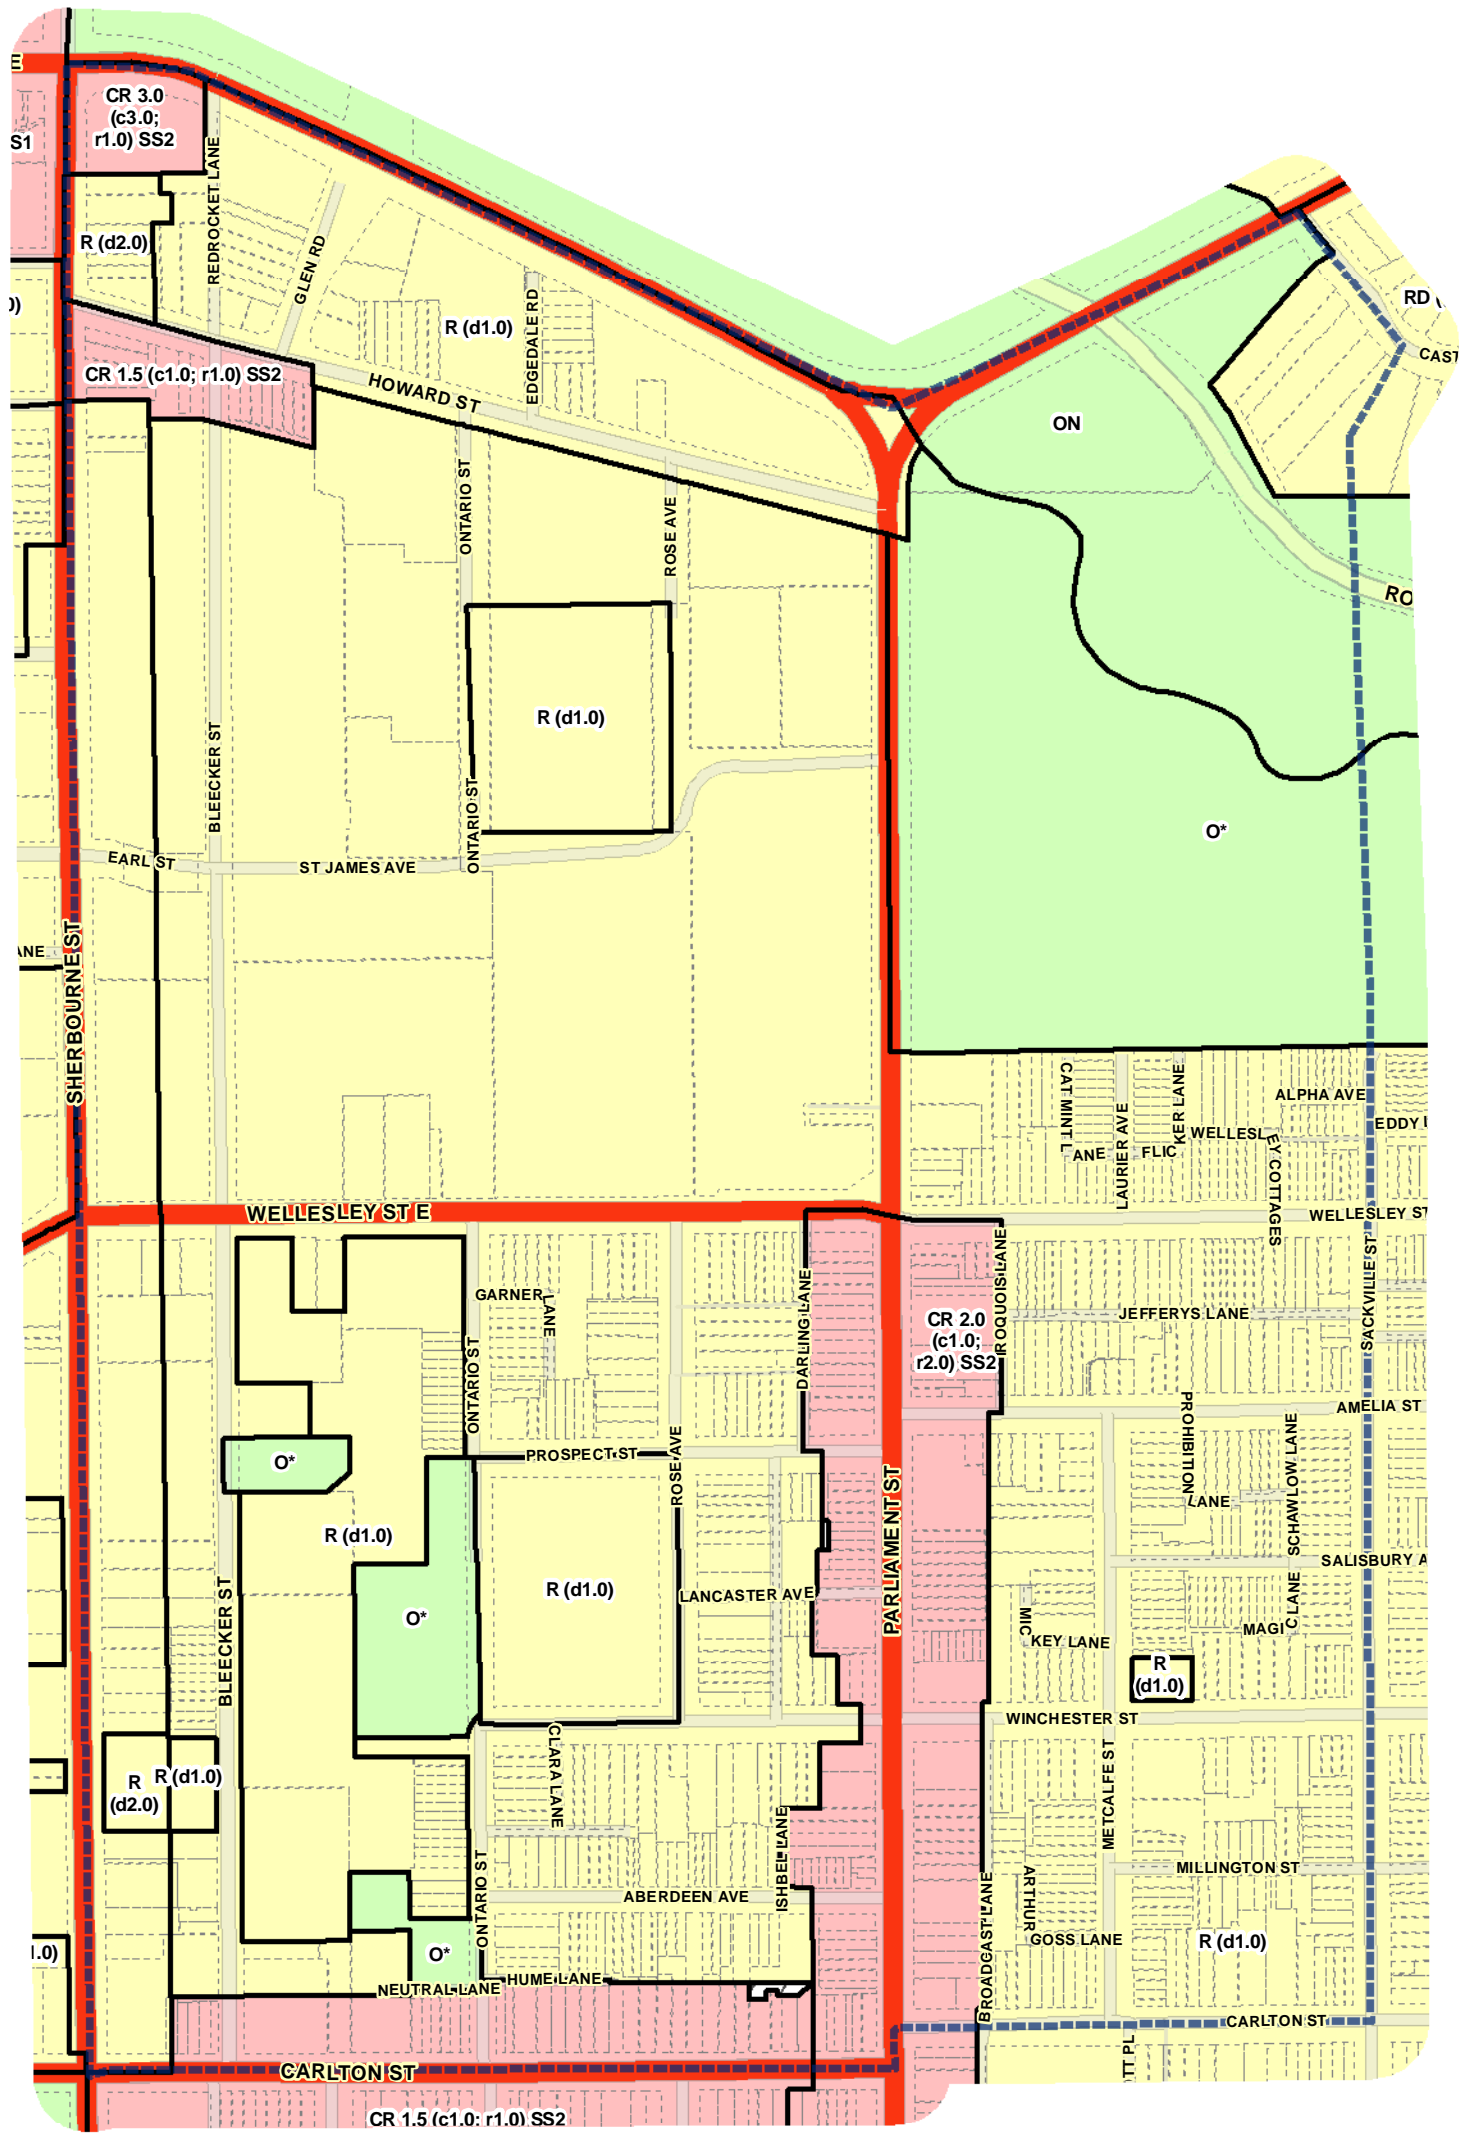 E
CR 3.0
(c3.0;
r1.0) SS2
S1
REDROCKET LANE
R (d2.0)
GLEN RD
EDGEDALE RD
R (d1.0)
RD (
0)
CAST
CR 1.5 (c1.0; r1.0) SS2
HOWARD ST
ON
ONTARIO ST
ROSE AVE
RO
R (d1.0)
BLEECKER ST
ONTARIO ST
O*
EARL ST
ST JAMES AVE
ANE
SHERBOURNE ST
CAT MINT L
ANE
LAURIER AVE
FLIC
KER LANE
ALPHA AVE
EDDY L
WELLESL
EY COTTAGES
WELLESLEY ST E
WELLESLEY ST
GARNER
LANE
ONTARIO ST
DARLING LANE
CR 2.0
(c1.0;
r2.0) SS2
ROQUOIS LANE
JEFFERYS LANE
SACKVILLE ST
AMELIA ST
PROSPECT ST
ROSE AVE
O*
PARLIAMENT ST
PROHIBITION
LANE
SCHAWLOW LANE
R (d1.0)
SALISBURY A
BLEECKER ST
O*
R (d1.0)
LANCASTER AVE
MIC
KEY LANE
MAGI
C LANE
R
(d1.0)
WINCHESTER ST
CLARA LANE
METCALFE ST
R
(d2.0)
R (d1.0)
ISHBEL LANE
ONTARIO ST
MILLINGTON ST
ABERDEEN AVE
ARTHUR
GOSS LANE
BROADCAST LANE
R (d1.0)
1.0)
O*
HUME LANE
NEUTRAL LANE
CARLTON ST
CARLTON ST
TT PL
CR 1.5 (c1.0; r1.0) SS2